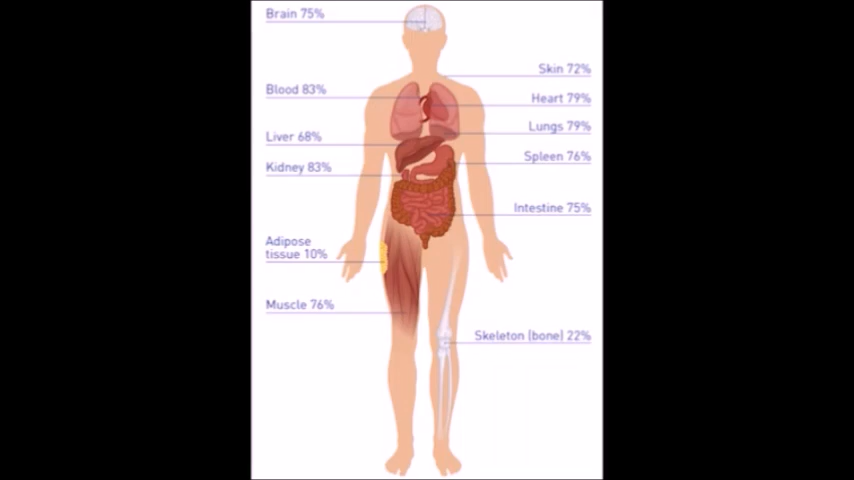 Brain 75%
Skin 72%
Blood 83%
Heart 79%
Lungs 79%
Liver 68%
Spleen 76%
Kidney 83%
Intestine 75%
Adipose
tissue 10%
Muscle 76%
Skeleton (bone) 22%